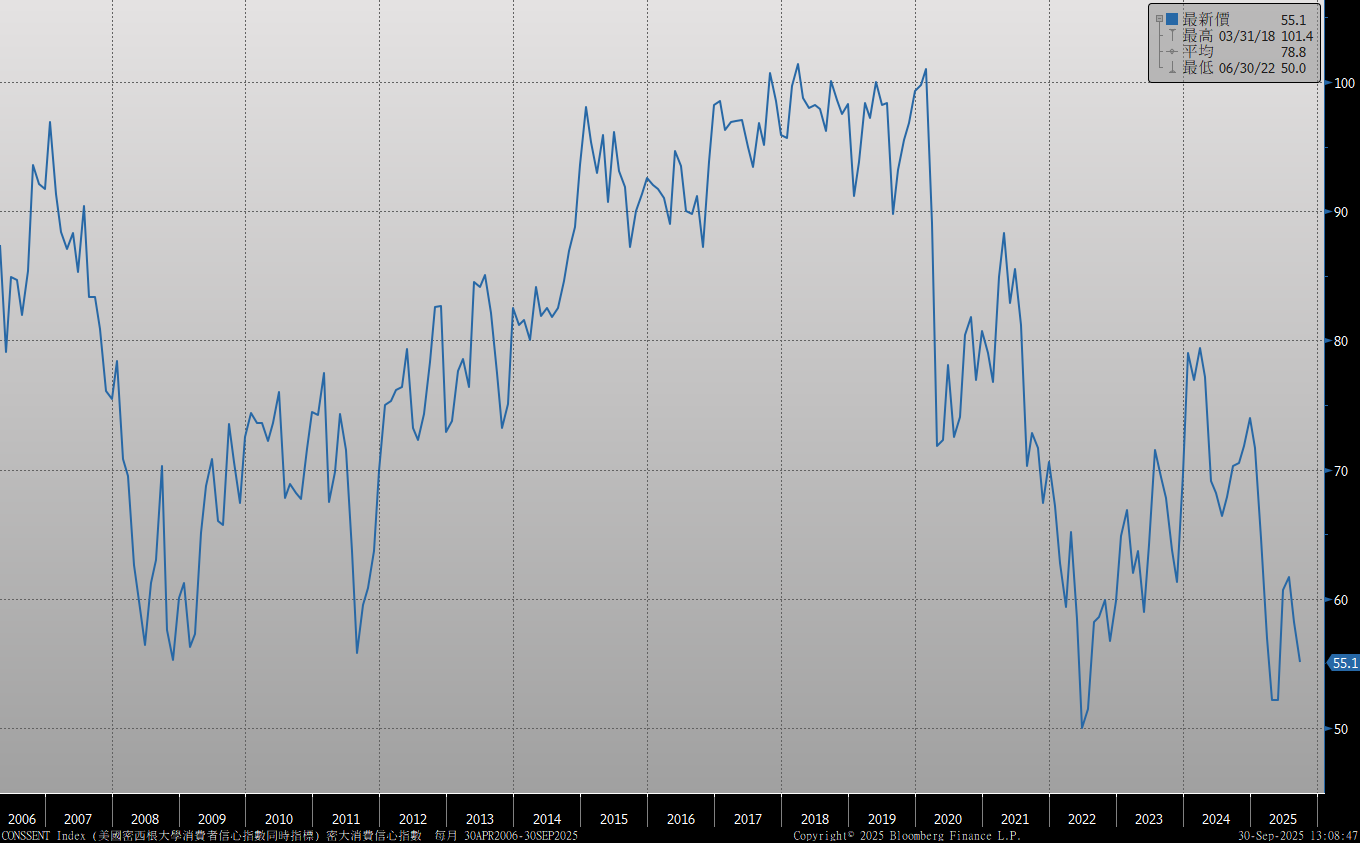 最新價 55.1
最高 03/31/18 101.4
平均 78.8
最低 06/30/22 50.0
100
90
80
70
60
55.1
50
2006 2007 2008 2009 2010 2011 2012 2013 2014 2015 2016 2017 2018 2019 2020 2021 2022 2023 2024 2025
CONSSENT Index (美國密西根大學消費者信心指數同時指標) 密大消費信心指數 每月 30APR2006-30SEP2025 Copyright© 2025 Bloomberg Finance L.P. 30-Sep-2025 13:08:47